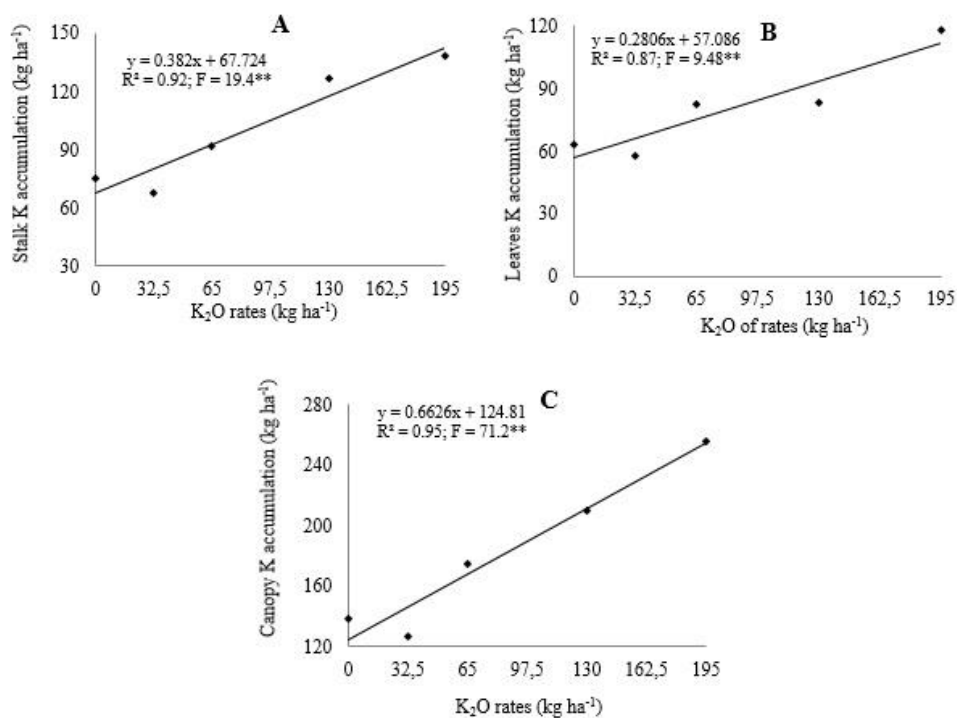 A
Stalk K accumulation (kg ha⁻¹)
150
120
90
60
30
y = 0.382x + 67.724
R² = 0.92; F = 19.4**
0 32,5 65 97,5 130 162,5 195
K₂O rates (kg ha⁻¹)
B
Leaves K accumulation (kg ha⁻¹)
120
90
60
30
0
y = 0.2806x + 57.086
R² = 0.87; F = 9.48**
0 32,5 65 97,5 130 162,5 195
K₂O of rates (kg ha⁻¹)
C
Canopy K accumulation (kg ha⁻¹)
280
240
200
160
120
y = 0.6626x + 124.81
R² = 0.95; F = 71.2**
0 32,5 65 97,5 130 162,5 195
K₂O rates (kg ha⁻¹)